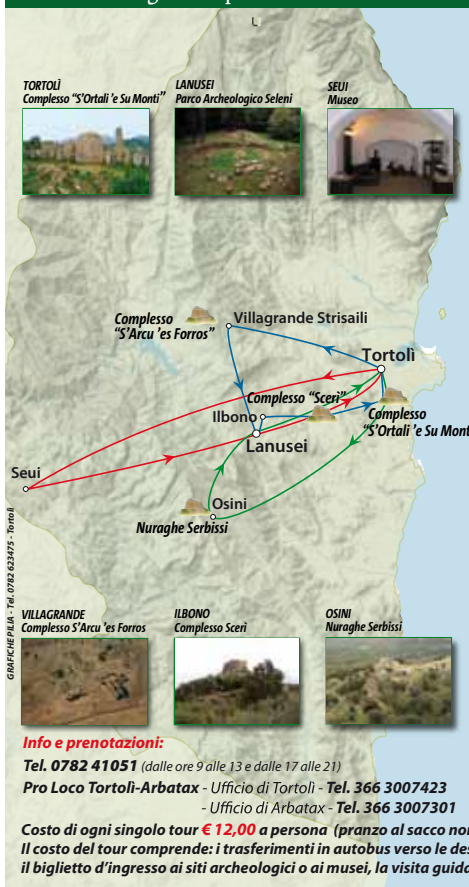 TORTOLÌ
Complesso "S'Ortali 'e Su Monti"
LANUSEI
Parco Archeologico Seleni
SEUI
Museo
Complesso
"S'Arcu 'es Forros"
Villagrande Strisaili
Tortolì
Complesso "Scerì"
Ilbono
Complesso
"S'Ortali 'e Su Mont
Lanusei
Seui
Osini
Nuraghe Serbissi
GRAFICHEPILIA - Tel. 0782 623475 - Tortolì
VILLAGRANDE
Complesso S'Arcu 'es Forros
ILBONO
Complesso Scerì
OSINI
Nuraghe Serbissi
Info e prenotazioni:
Tel. 0782 41051 (dalle ore 9 alle 13 e dalle 17 alle 21)
Pro Loco Tortolì-Arbatax - Ufficio di Tortolì - Tel. 366 3007423
- Ufficio di Arbatax - Tel. 366 3007301
Costo di ogni singolo tour € 12,00 a persona (pranzo al sacco non
Il costo del tour comprende: i trasferimenti in autobus verso le des
il biglietto d'ingresso ai siti archeologici o ai musei, la visita guida